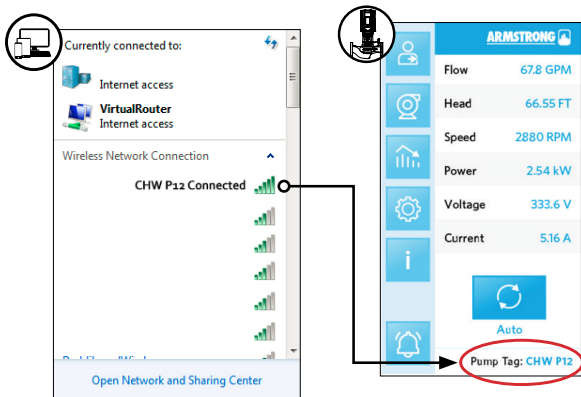 Currently connected to:
Internet access
VirtualRouter
Internet access
Wireless Network Connection
CHW P12 Connected
Open Network and Sharing Center
ARMSTRONG
Flow 67.8 GPM
Head 66.55 FT
Speed 2880 RPM
Power 2.54 kW
Voltage 333.6 V
Current 5.16 A
i
Auto
Pump Tag: CHW P12